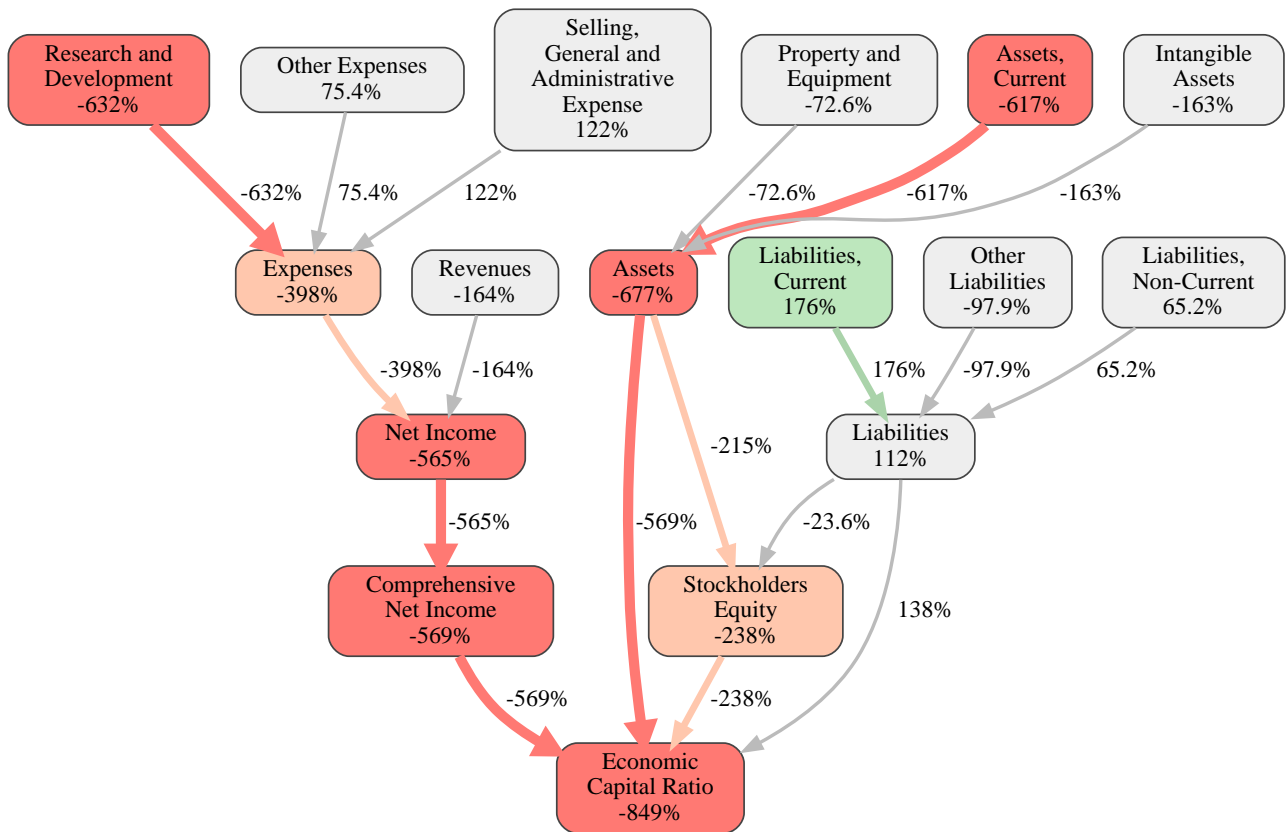 Research and
Development
-632%
Other Expenses
75.4%
Selling,
General and
Administrative
Expense
122%
Property and
Equipment
-72.6%
Assets,
Current
-617%
Intangible
Assets
-163%
-632%
75.4%
122%
-72.6%
-617%
-163%
Expenses
-398%
Revenues
-164%
Assets
-677%
Liabilities,
Current
176%
Other
Liabilities
-97.9%
Liabilities,
Non-Current
65.2%
-398%
-164%
176%
-97.9%
65.2%
Net Income
-565%
-215%
Liabilities
112%
-565%
-569%
-23.6%
Comprehensive
Net Income
-569%
Stockholders
Equity
-238%
138%
-569%
-238%
Economic
Capital Ratio
-849%